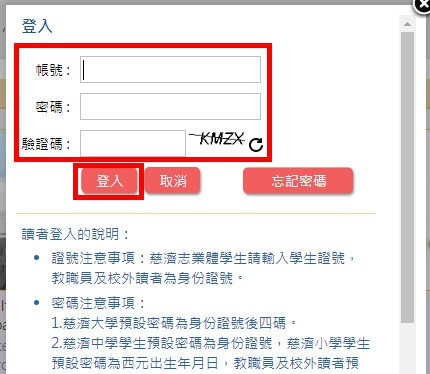 登入
帳號：
密碼：
驗證碼： KMZX
登入 取消 忘記密碼
讀者登入的說明：
• 證號注意事項：慈濟志業體學生請輸入學生證號，
教職員及校外讀者為身份證號。
• 密碼注意事項：
1.慈濟大學預設密碼為身份證號後四碼。
2.慈濟中學學生預設密碼為身份證號，慈濟小學學生
預設密碼為西元出生年月日，教職員及校外讀者預